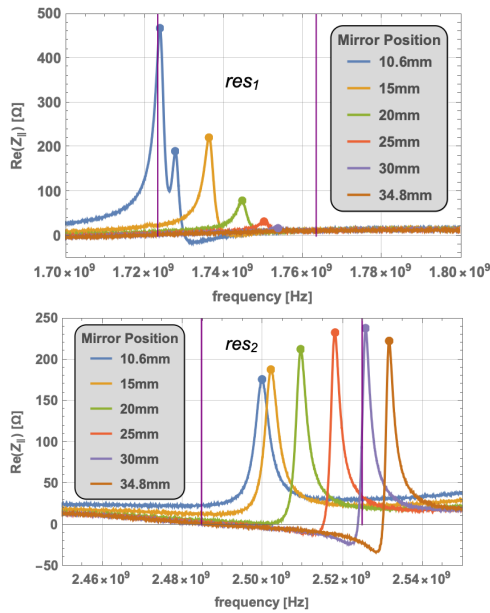 500
400
300
200
100
0
Re(Z||) [Ω]
res1
Mirror Position
10.6mm
15mm
20mm
25mm
30mm
34.8mm
1.70×10⁹ 1.72×10⁹ 1.74×10⁹ 1.76×10⁹ 1.78×10⁹ 1.80×10⁹
frequency [Hz]
250
200
150
100
50
0
-50
Re(Z||) [Ω]
Mirror Position
10.6mm
15mm
20mm
25mm
30mm
34.8mm
res2
2.46×10⁹ 2.48×10⁹ 2.50×10⁹ 2.52×10⁹ 2.54×10⁹
frequency [Hz]